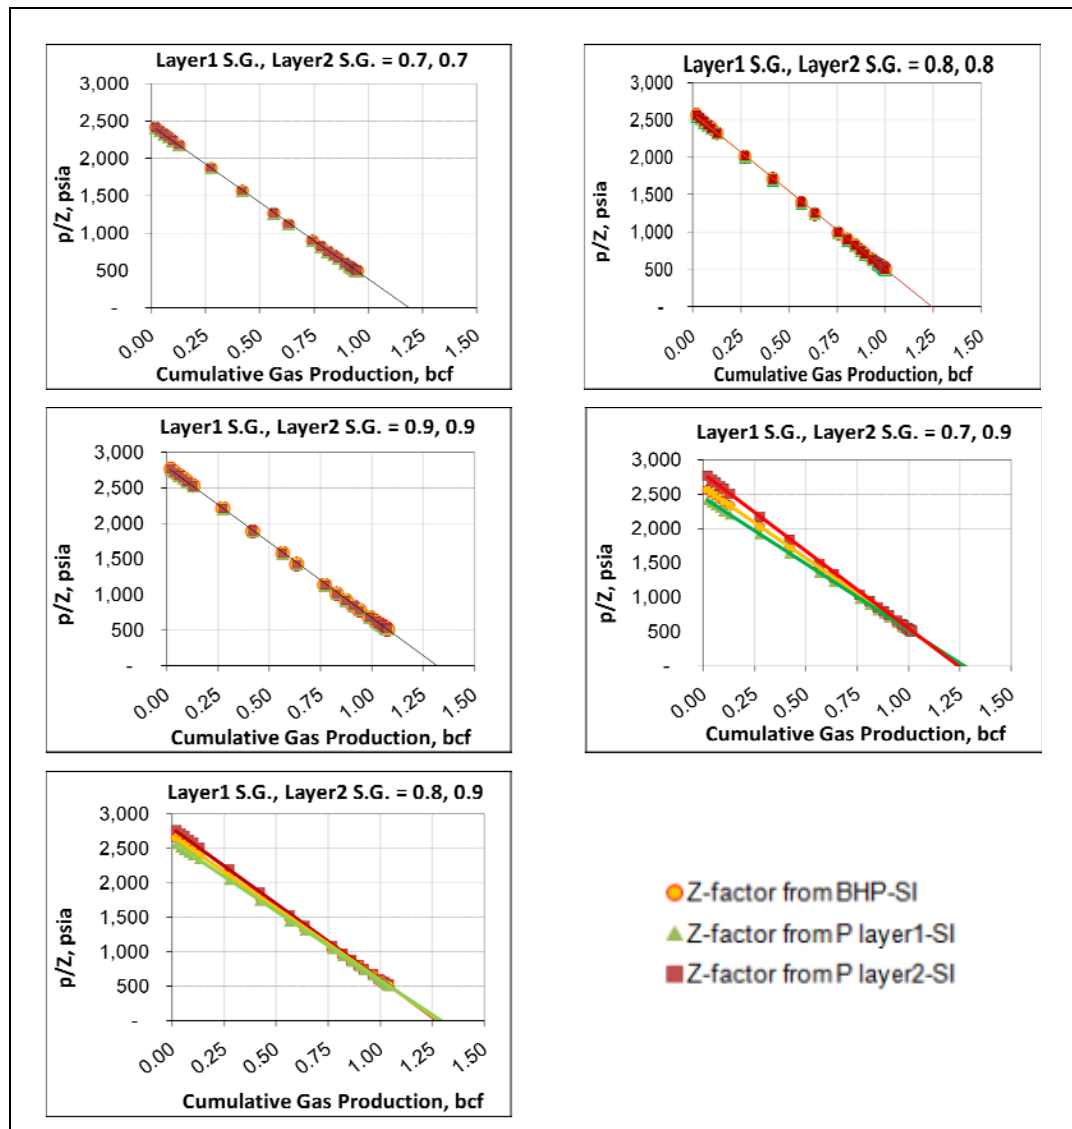 Layer1 S.G., Layer2 S.G. = 0.7, 0.7
3,000
2,500
2,000
1,500
1,000
500
-
p/Z, psia
0.00 0.25 0.50 0.75 1.00 1.25 1.50
Cumulative Gas Production, bcf
Layer1 S.G., Layer2 S.G. = 0.8, 0.8
3,000
2,500
2,000
1,500
1,000
500
-
p/Z, psia
0.00 0.25 0.50 0.75 1.00 1.25 1.50
Cumulative Gas Production, bcf
Layer1 S.G., Layer2 S.G. = 0.9, 0.9
3,000
2,500
2,000
1,500
1,000
500
-
p/Z, psia
0.00 0.25 0.50 0.75 1.00 1.25 1.50
Cumulative Gas Production, bcf
Layer1 S.G., Layer2 S.G. = 0.7, 0.9
3,000
2,500
2,000
1,500
1,000
500
-
p/Z, psia
0.00 0.25 0.50 0.75 1.00 1.25 1.50
Cumulative Gas Production, bcf
Layer1 S.G., Layer2 S.G. = 0.8, 0.9
3,000
2,500
2,000
1,500
1,000
500
-
p/Z, psia
0.00 0.25 0.50 0.75 1.00 1.25 1.50
Cumulative Gas Production, bcf
Z-factor from BHP-SI
Z-factor from P layer1-SI
Z-factor from P layer2-SI